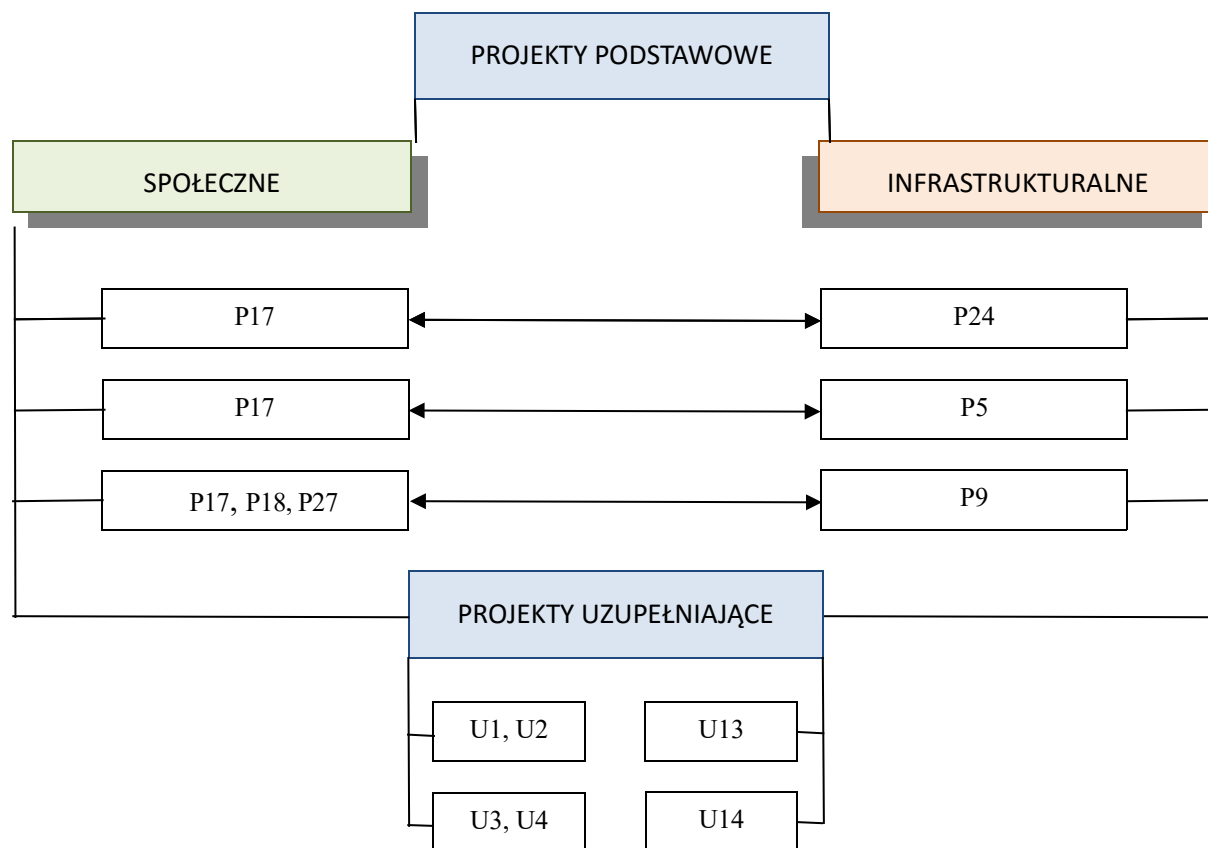 PROJEKTY PODSTAWOWE
SPOŁECZNE
INFRASTRUKTURALNE
P17
P24
P17
P5
P17, P18, P27
P9
PROJEKTY UZUPEŁNIAJĄCE
U1, U2
U13
U3, U4
U14